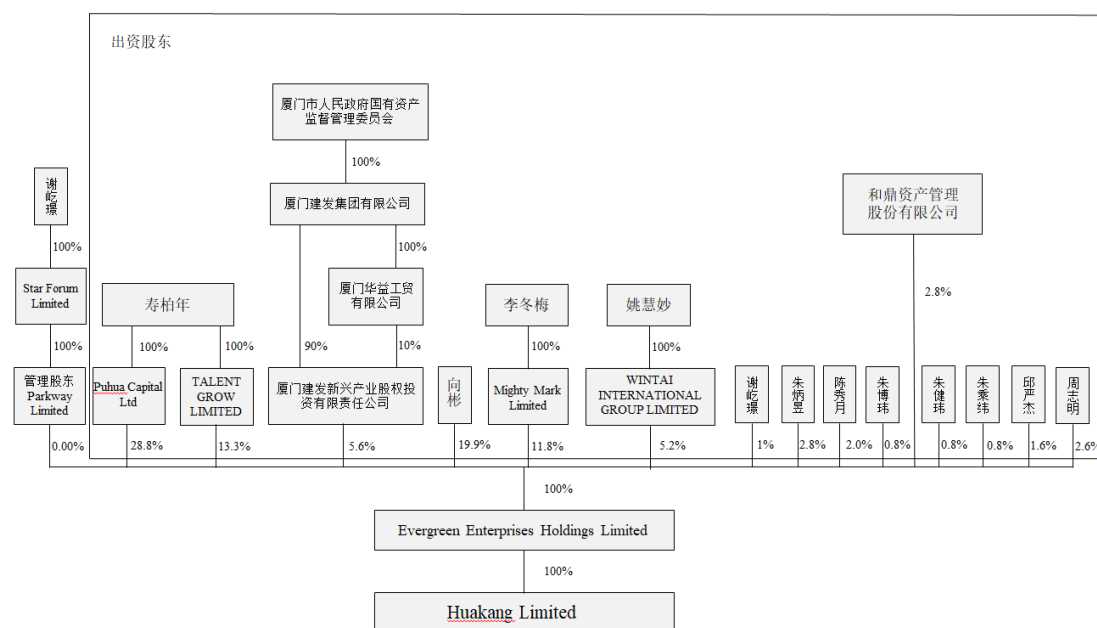 出资股东
厦门市人民政府国有资产
监督管理委员会
100%
谢屹璟
厦门建发集团有限公司
和鼎资产管理
股份有限公司
100%
100%
Star Forum
Limited
寿柏年
厦门华益工贸
有限公司
李冬梅
姚慧妙
2.8%
100%
100%
100%
90%
10%
100%
100%
管理股东
Parkway
Limited
Puhua Capital
Ltd
TALENT
GROW
LIMITED
厦门建发新兴产业股权投
资有限责任公司
向彬
Mighty Mark
Limited
WINTAI
INTERNATIONAL
GROUP LIMITED
谢屹璟
朱炳昱
陈秀月
朱博玮
朱健玮
朱乘纬
邱严杰
周志明
0.00%
28.8%
13.3%
5.6%
19.9%
11.8%
5.2%
1%
2.8%
2.0%
0.8%
0.8%
0.8%
1.6%
2.6%
100%
Evergreen Enterprises Holdings Limited
100%
Huakang Limited